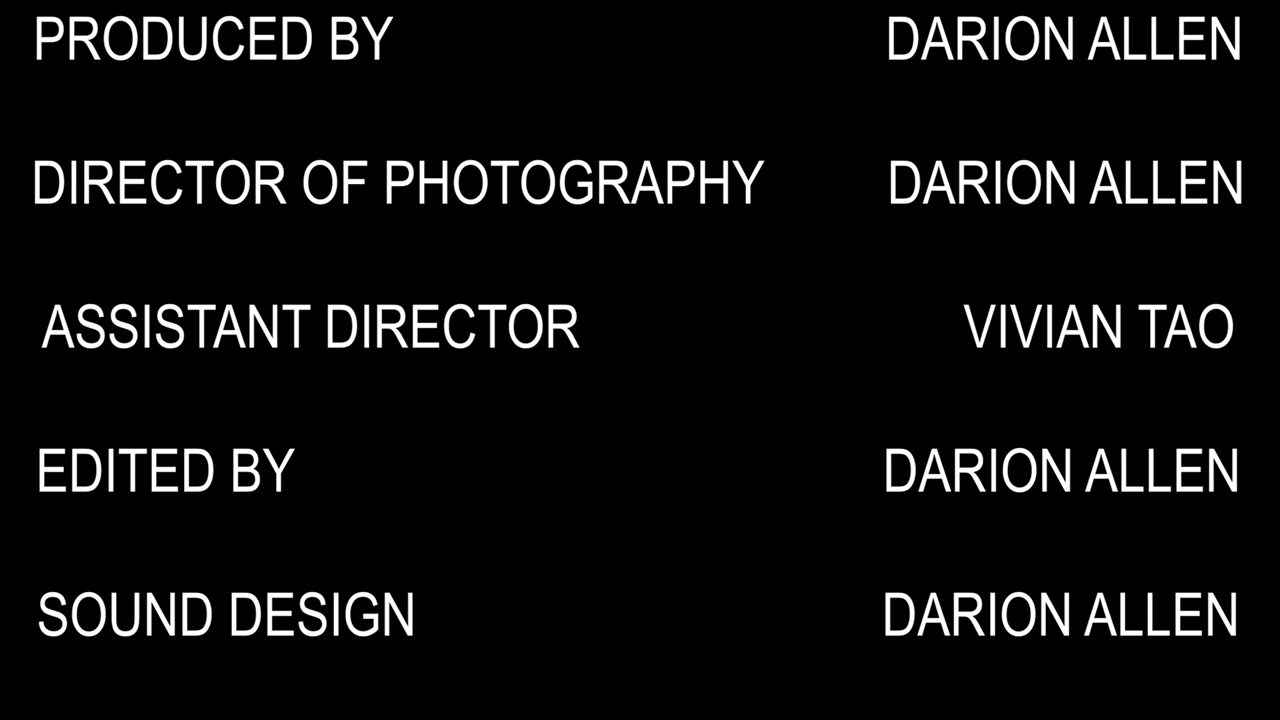 PRODUCED BY DARION ALLEN
DIRECTOR OF PHOTOGRAPHY DARION ALLEN
ASSISTANT DIRECTOR VIVIAN TAO
EDITED BY DARION ALLEN
SOUND DESIGN DARION ALLEN